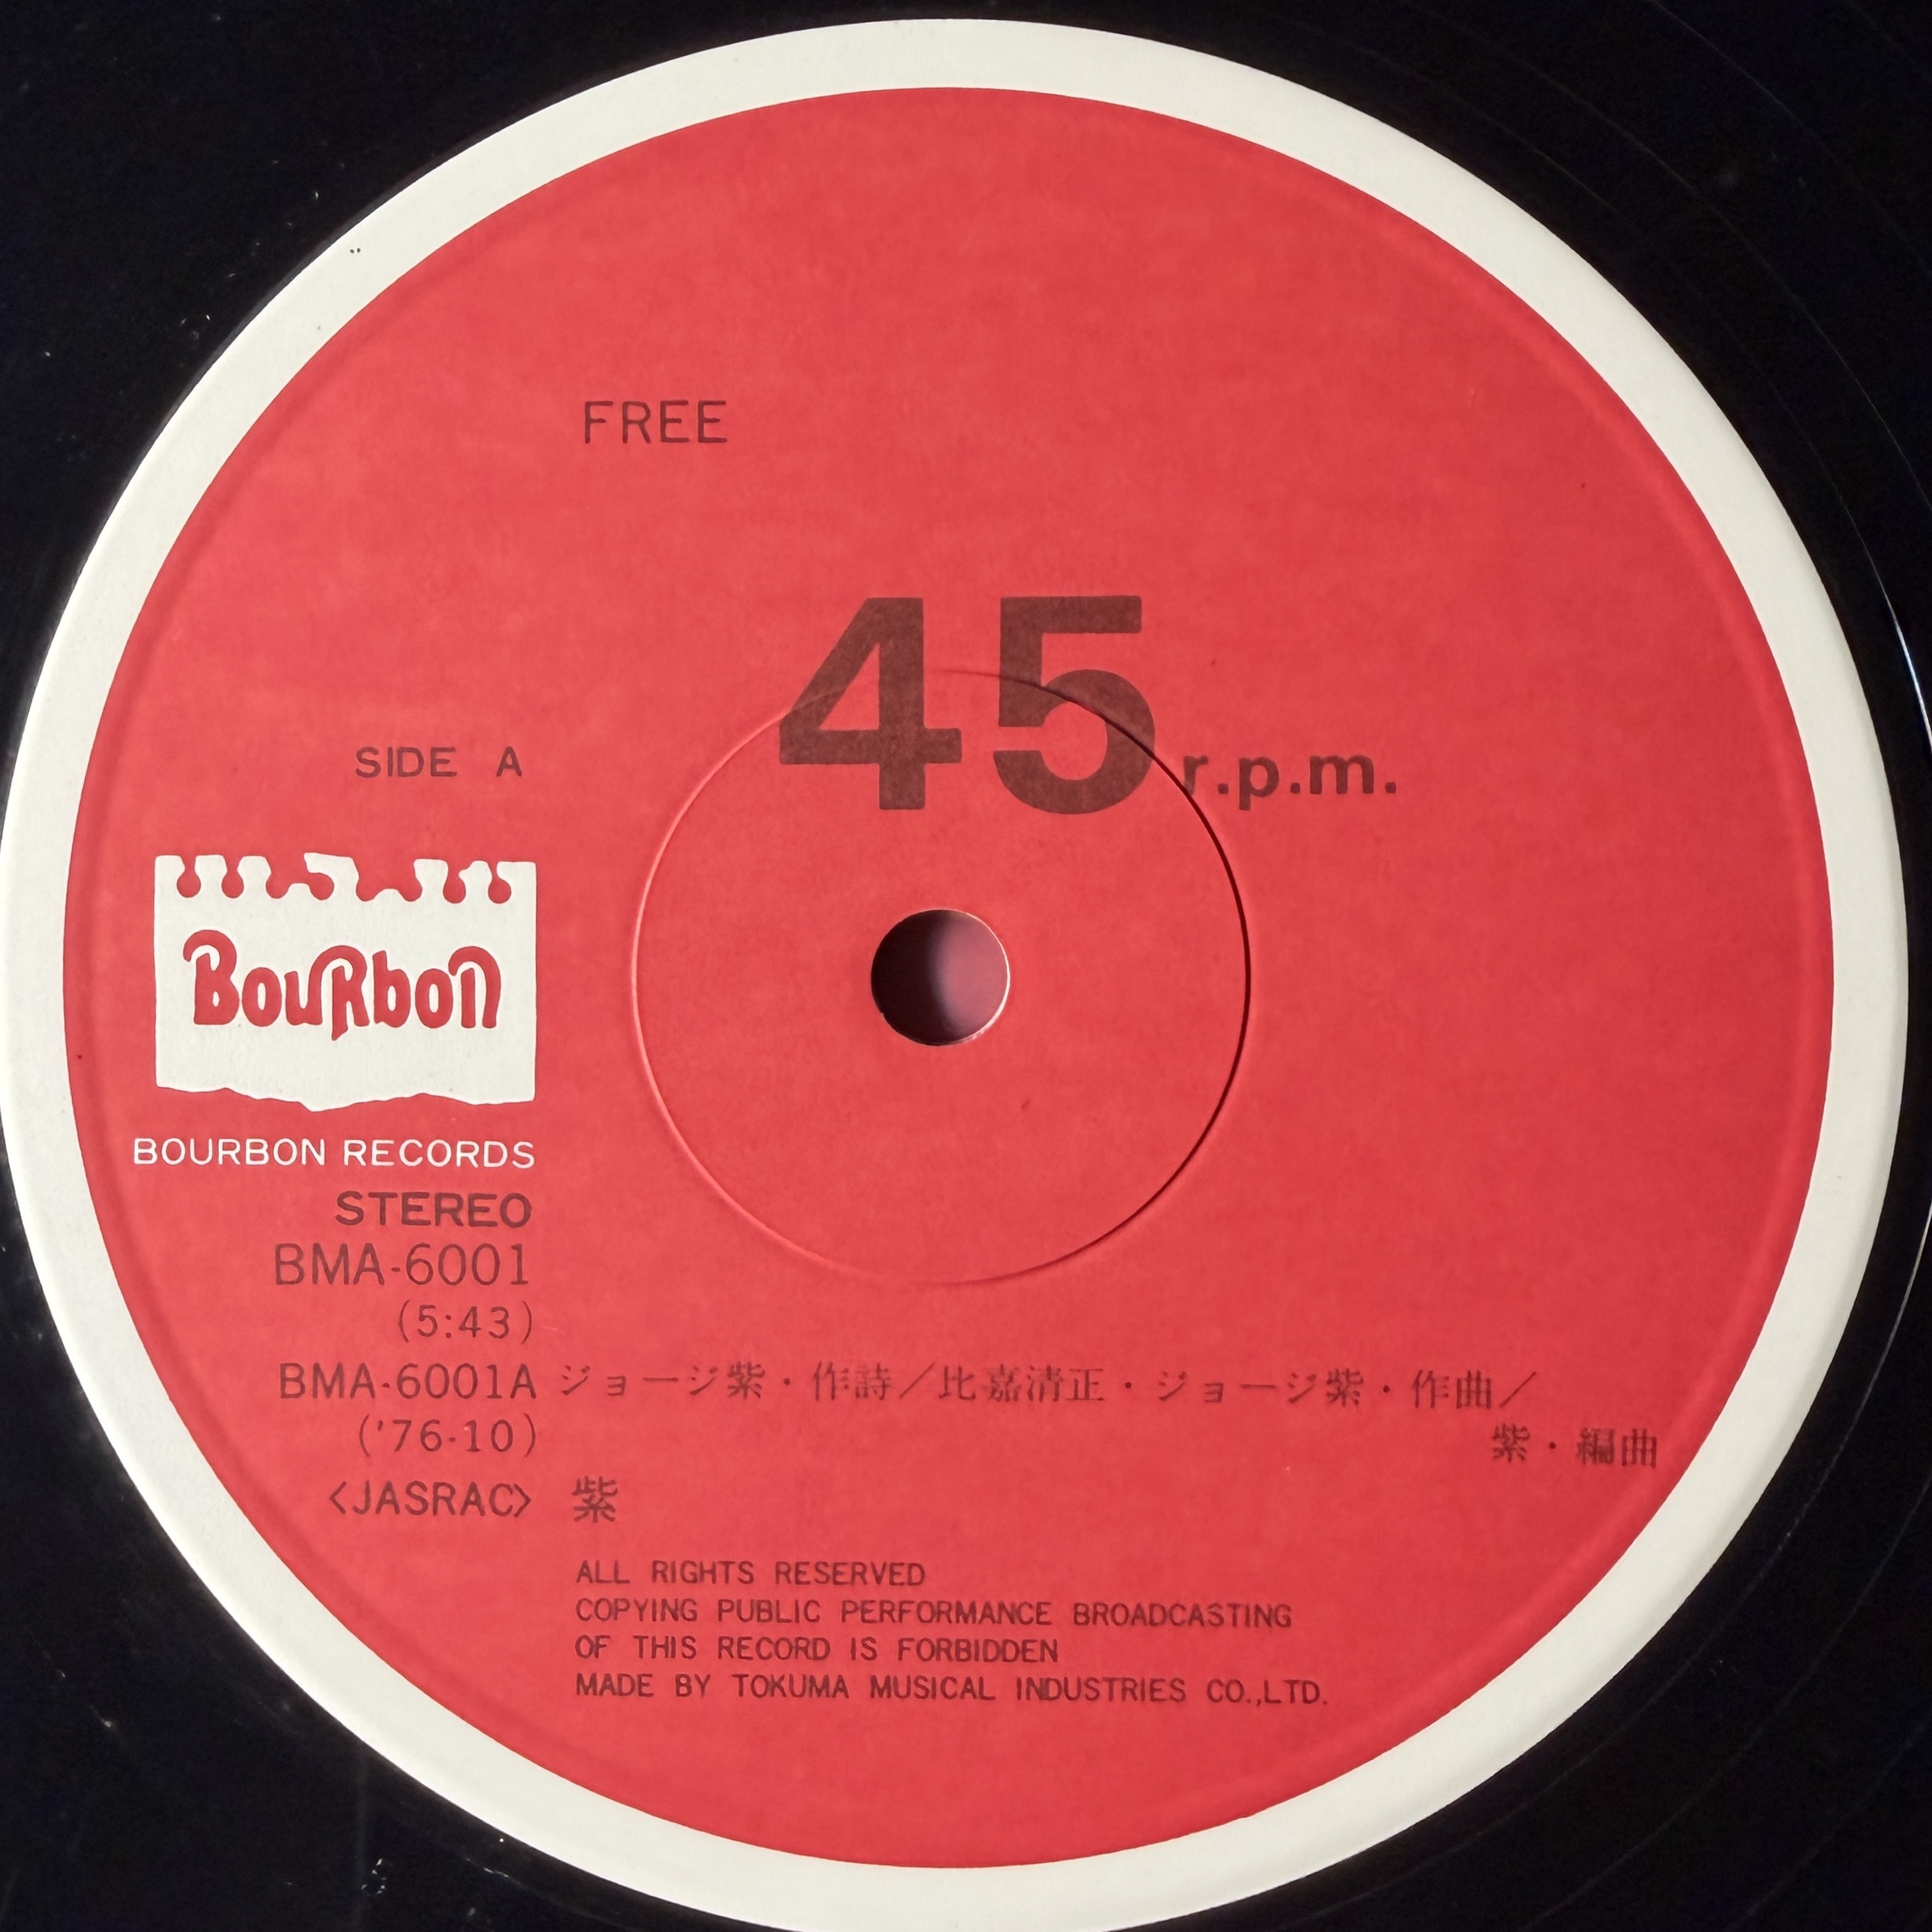 FREE
45 r.p.m.
SIDE A
Bourbon
BOURBON RECORDS
STEREO
BMA-6001
(5:43)
BMA-6001A ジョージ紫・作詩／比嘉清正・ジョージ紫・作曲／
('76-10) 紫・編曲
<JASRAC> 紫
ALL RIGHTS RESERVED
COPYING PUBLIC PERFORMANCE BROADCASTING
OF THIS RECORD IS FORBIDDEN
MADE BY TOKUMA MUSICAL INDUSTRIES CO.,LTD.